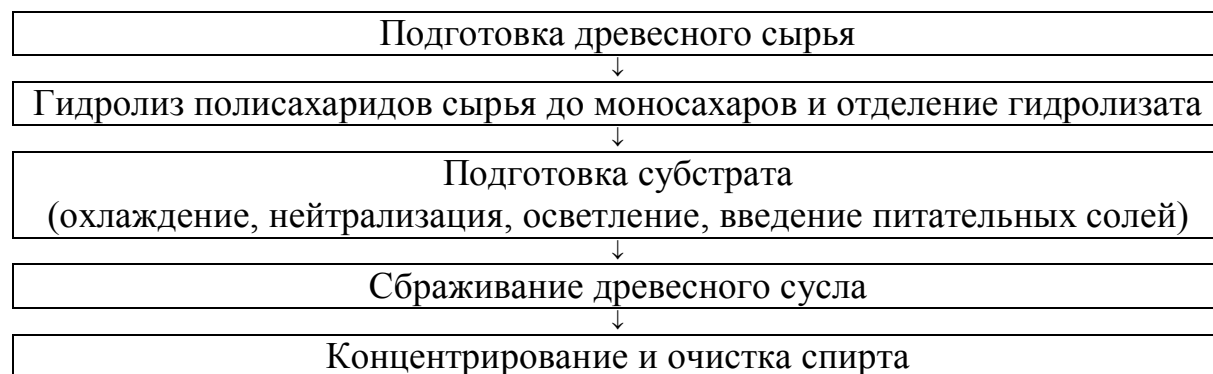 Подготовка древесного сырья
↓
Гидролиз полисахаридов сырья до моносахаров и отделение гидролизата
↓
Подготовка субстрата
(охлаждение, нейтрализация, осветление, введение питательных солей)
↓
Сбраживание древесного сусла
↓
Концентрирование и очистка спирта